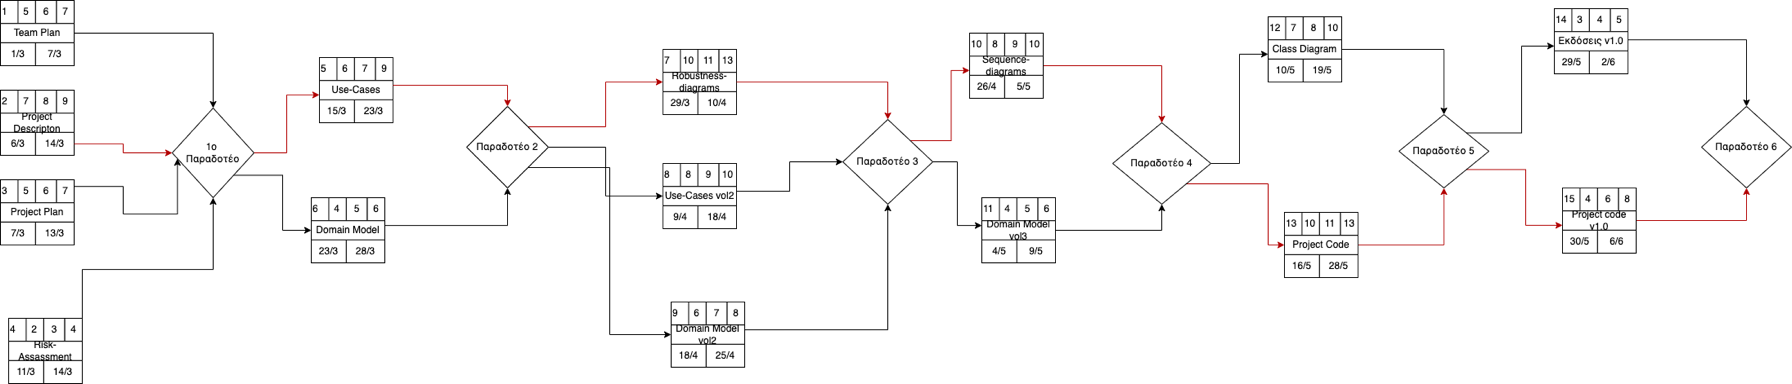 1 5 6 7
Team Plan
1/3 7/3
2 7 8 9
Project
Descripton
6/3 14/3
3 5 6 7
Project Plan
7/3 13/3
4 2 3 4
Risk-
Assassment
11/3 14/3
1ο
Παραδοτέο
5 6 7 9
Use-Cases
15/3 23/3
6 4 5 6
Domain Model
23/3 28/3
Παραδοτέο 2
7 10 11 13
Robustness-
diagrams
29/3 10/4
8 8 9 10
Use-Cases vol2
9/4 18/4
9 6 7 8
Domain Model
vol2
18/4 25/4
Παραδοτέο 3
10 8 9 10
Sequence-
diagrams
26/4 5/5
11 4 5 6
Domain Model
vol3
4/5 9/5
Παραδοτέο 4
12 7 8 10
Class Diagram
10/5 19/5
13 10 11 13
Project Code
16/5 28/5
Παραδοτέο 5
14 3 4 5
Εκδόσεις v1.0
29/5 2/6
15 4 6 8
Project code
v1.0
30/5 6/6
Παραδοτέο 6